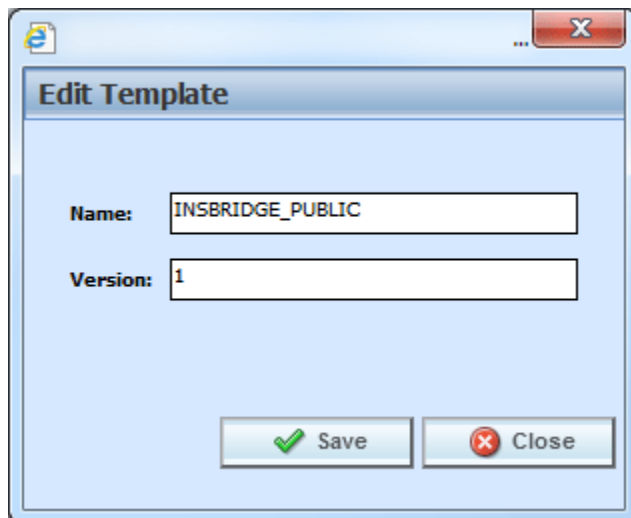 ...
Edit Template
Name: INSBRIDGE_PUBLIC
Version: 1
Save Close